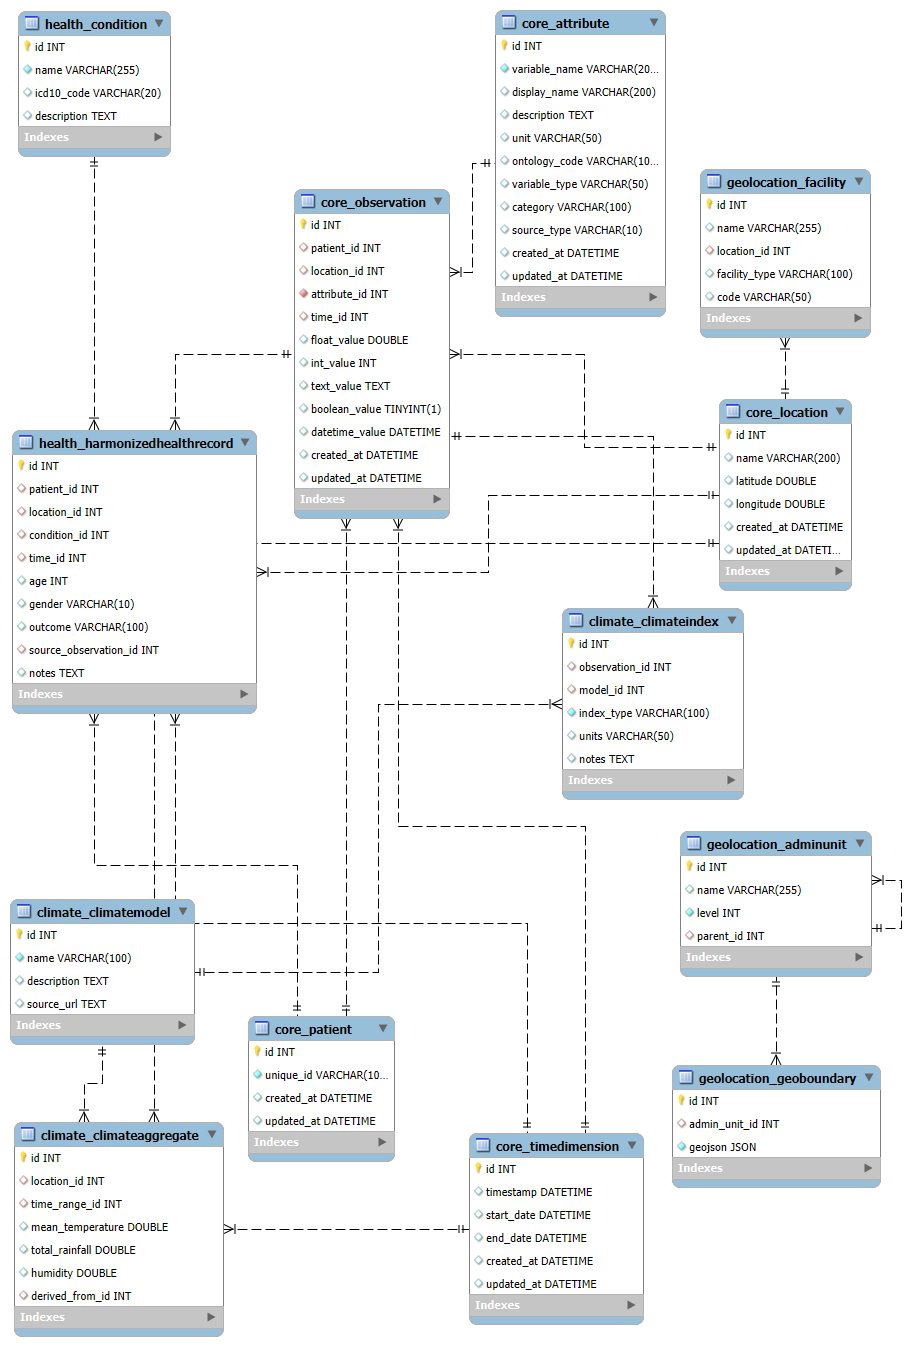 health_condition
id INT
name VARCHAR(255)
icd10_code VARCHAR(20)
description TEXT
Indexes
core_attribute
id INT
variable_name VARCHAR(20...
display_name VARCHAR(200)
description TEXT
unit VARCHAR(50)
ontology_code VARCHAR(10...
variable_type VARCHAR(50)
category VARCHAR(100)
source_type VARCHAR(10)
created_at DATETIME
updated_at DATETIME
Indexes
geolocation_facility
id INT
name VARCHAR(255)
location_id INT
facility_type VARCHAR(100)
code VARCHAR(50)
Indexes
core_observation
id INT
patient_id INT
location_id INT
attribute_id INT
time_id INT
float_value DOUBLE
int_value INT
text_value TEXT
boolean_value TINYINT(1)
datetime_value DATETIME
created_at DATETIME
updated_at DATETIME
Indexes
core_location
id INT
name VARCHAR(200)
latitude DOUBLE
longitude DOUBLE
created_at DATETIME
updated_at DATETI...
Indexes
health_harmonizedhealthrecord
id INT
patient_id INT
location_id INT
condition_id INT
time_id INT
age INT
gender VARCHAR(10)
outcome VARCHAR(100)
source_observation_id INT
notes TEXT
Indexes
climate_climateindex
id INT
observation_id INT
model_id INT
index_type VARCHAR(100)
units VARCHAR(50)
notes TEXT
Indexes
geolocation_adminunit
id INT
name VARCHAR(255)
level INT
parent_id INT
Indexes
climate_climatemodel
id INT
name VARCHAR(100)
description TEXT
source_url TEXT
Indexes
core_patient
id INT
unique_id VARCHAR(10...
created_at DATETIME
updated_at DATETIME
Indexes
geolocation_geoboundary
id INT
admin_unit_id INT
geojson JSON
Indexes
climate_climateaggregate
id INT
location_id INT
time_range_id INT
mean_temperature DOUBLE
total_rainfall DOUBLE
humidity DOUBLE
derived_from_id INT
Indexes
core_timedimension
id INT
timestamp DATETIME
start_date DATETIME
end_date DATETIME
created_at DATETIME
updated_at DATETIME
Indexes